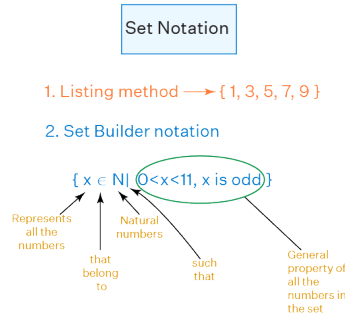 Set Notation
1. Listing method → { 1, 3, 5, 7, 9 }
2. Set Builder notation
{ x ∈ N| 0<x<11, x is odd }
Represents
all the
numbers
that
belong
to
Natural
numbers
such
that
General
property of
all the
numbers in
the set